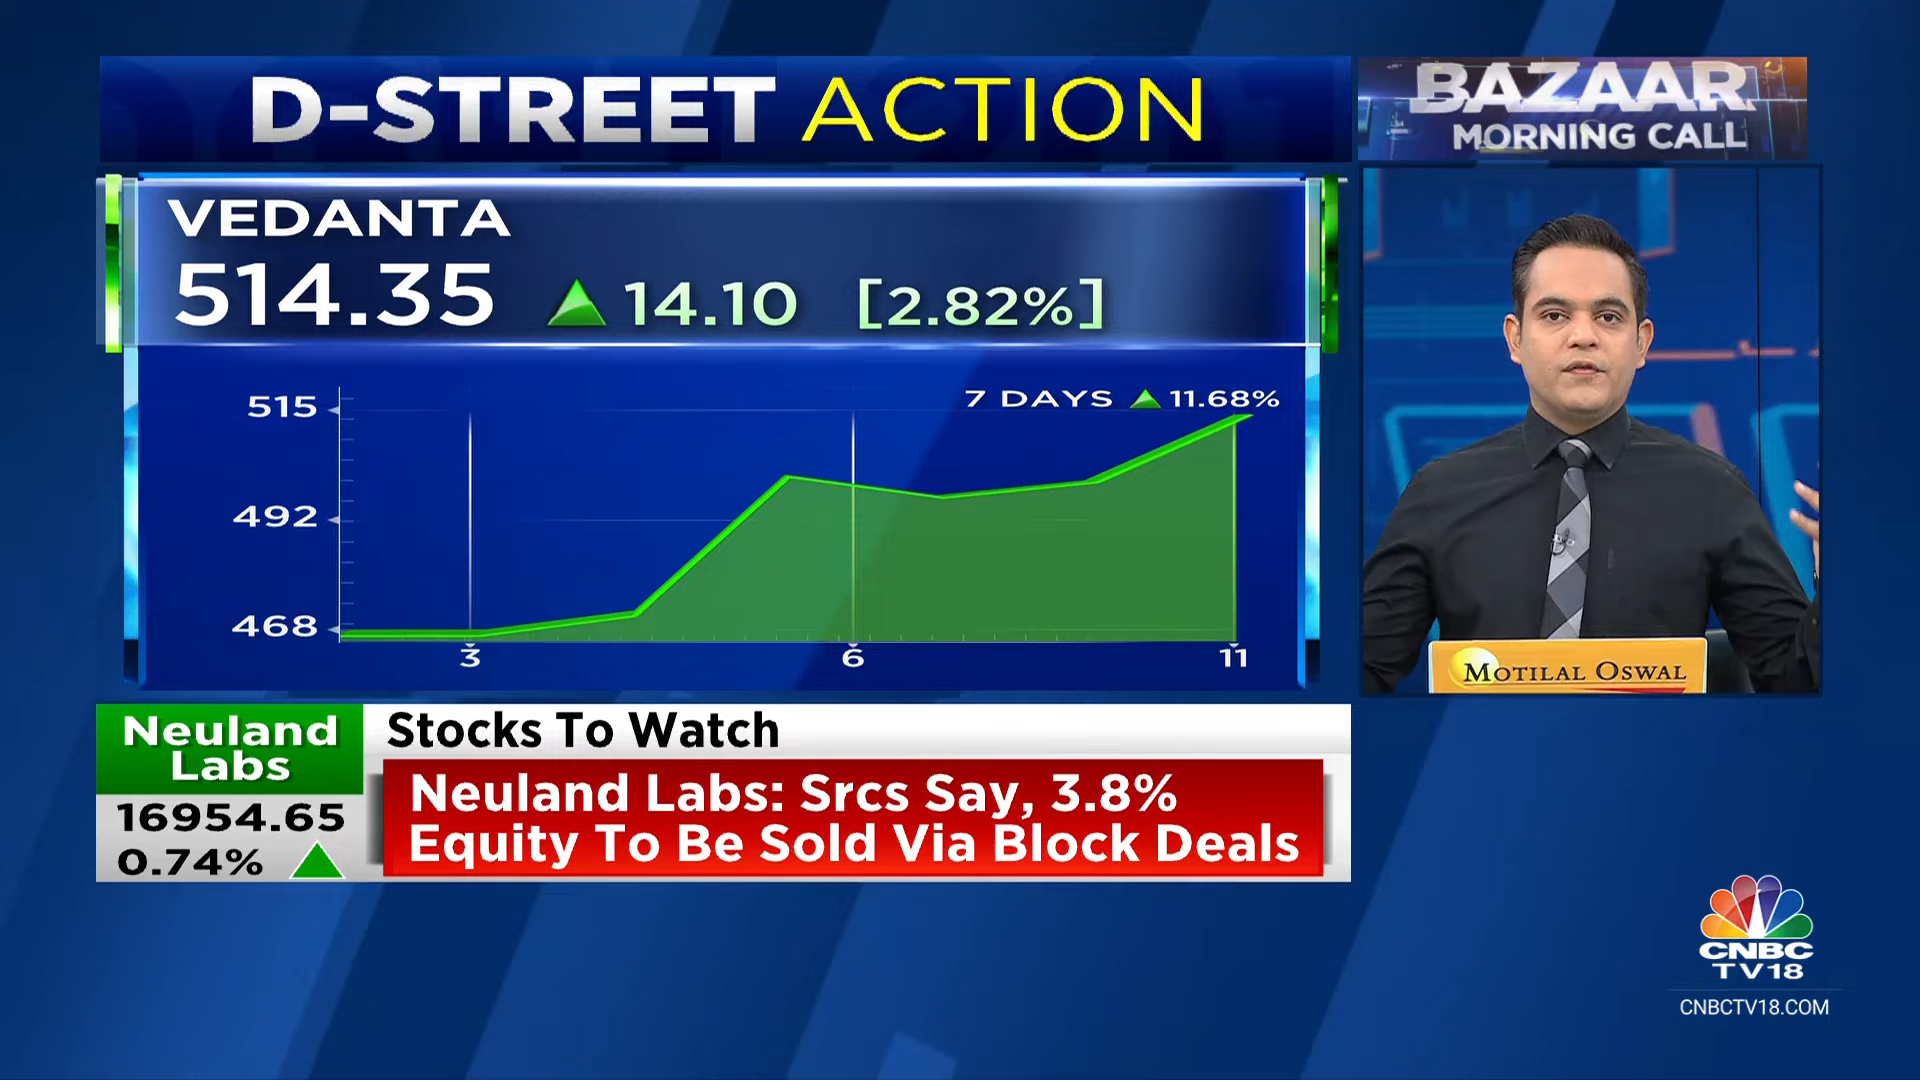 D-STREET ACTION
BAZAAR
MORNING CALL
VEDANTA
514.35 ▲ 14.10 [2.82%]
7 DAYS ▲ 11.68%
515
492
468
3 6 11
MOTILAL OSWAL
Neuland
Labs
16954.65
0.74% ▲
Stocks To Watch
Neuland Labs: Srcs Say, 3.8%
Equity To Be Sold Via Block Deals
CNBC
TV18
CNBCTV18.COM